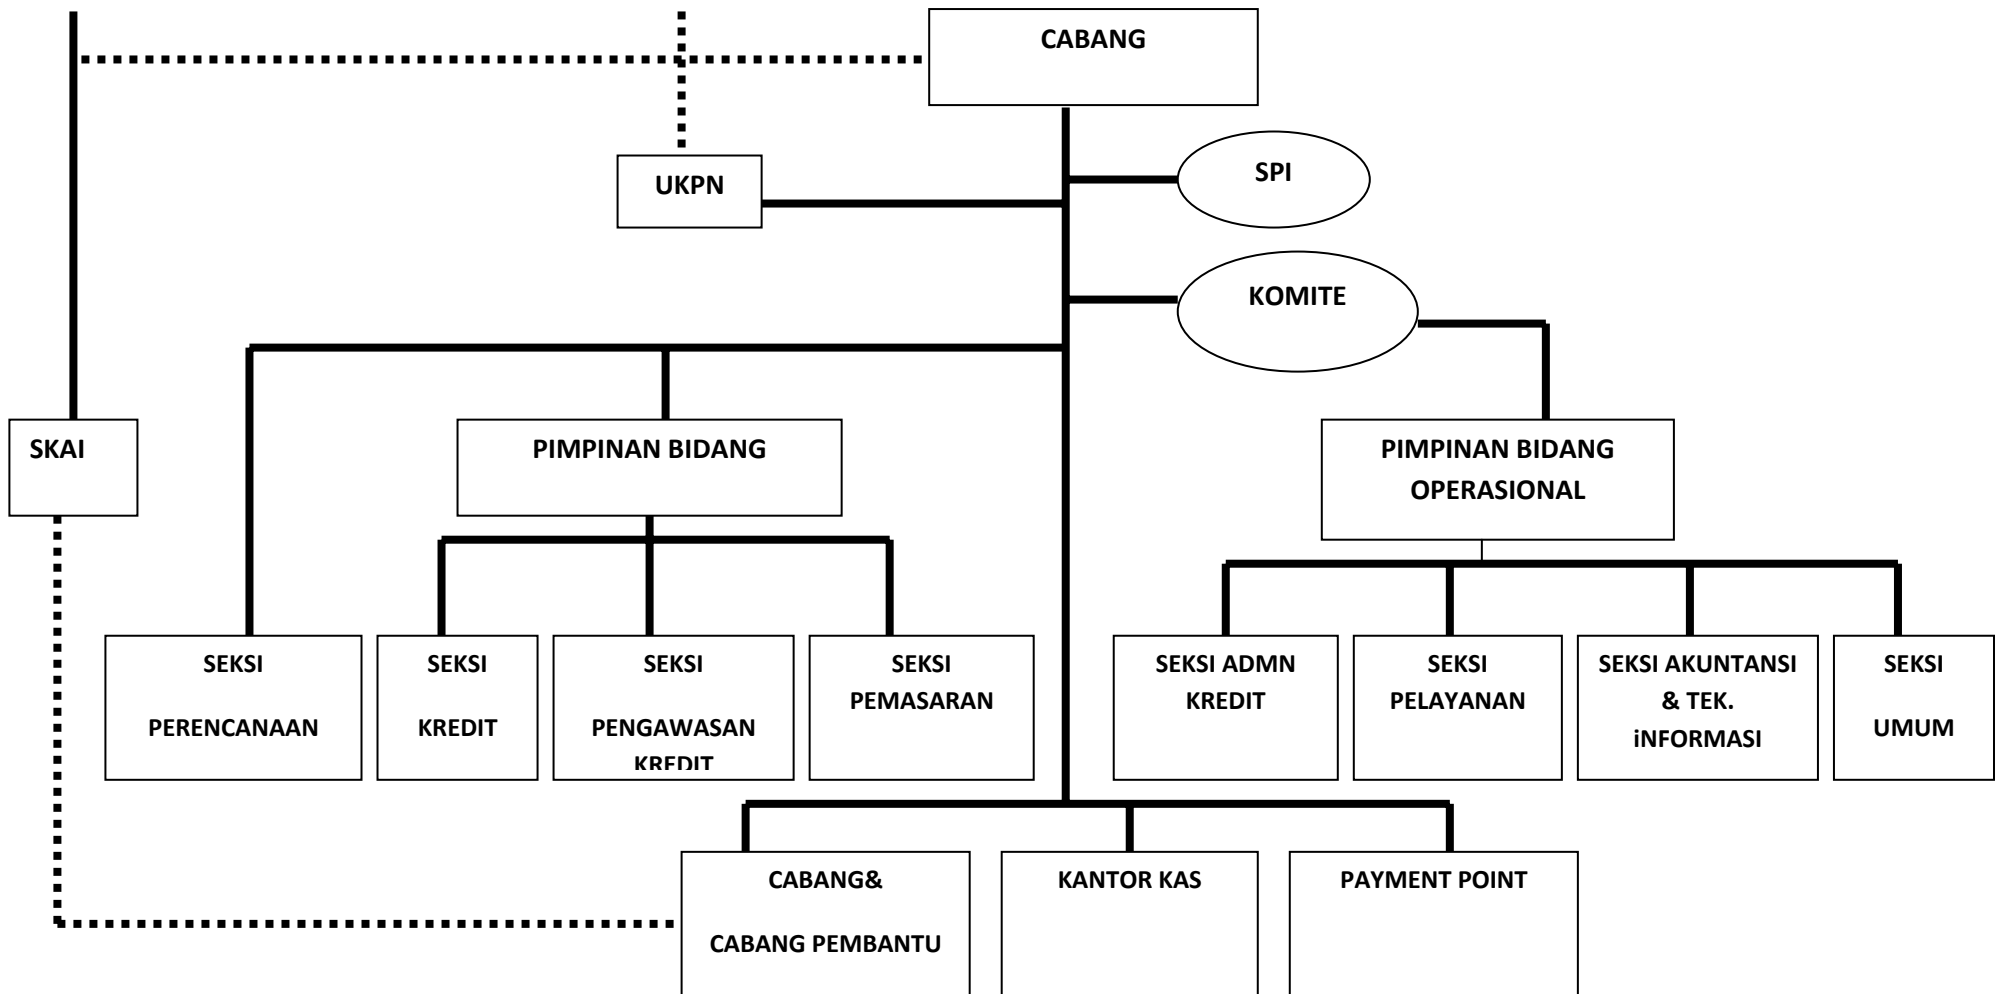 CABANG
UKPN
SPI
KOMITE
SKAI
PIMPINAN BIDANG
PIMPINAN BIDANG
OPERASIONAL
SEKSI
PERENCANAAN
SEKSI
KREDIT
SEKSI
PENGAWASAN
KREDIT
SEKSI
PEMASARAN
SEKSI ADMN
KREDIT
SEKSI
PELAYANAN
SEKSI AKUNTANSI
& TEK.
iNFORMASI
SEKSI
UMUM
CABANG&
CABANG PEMBANTU
KANTOR KAS
PAYMENT POINT